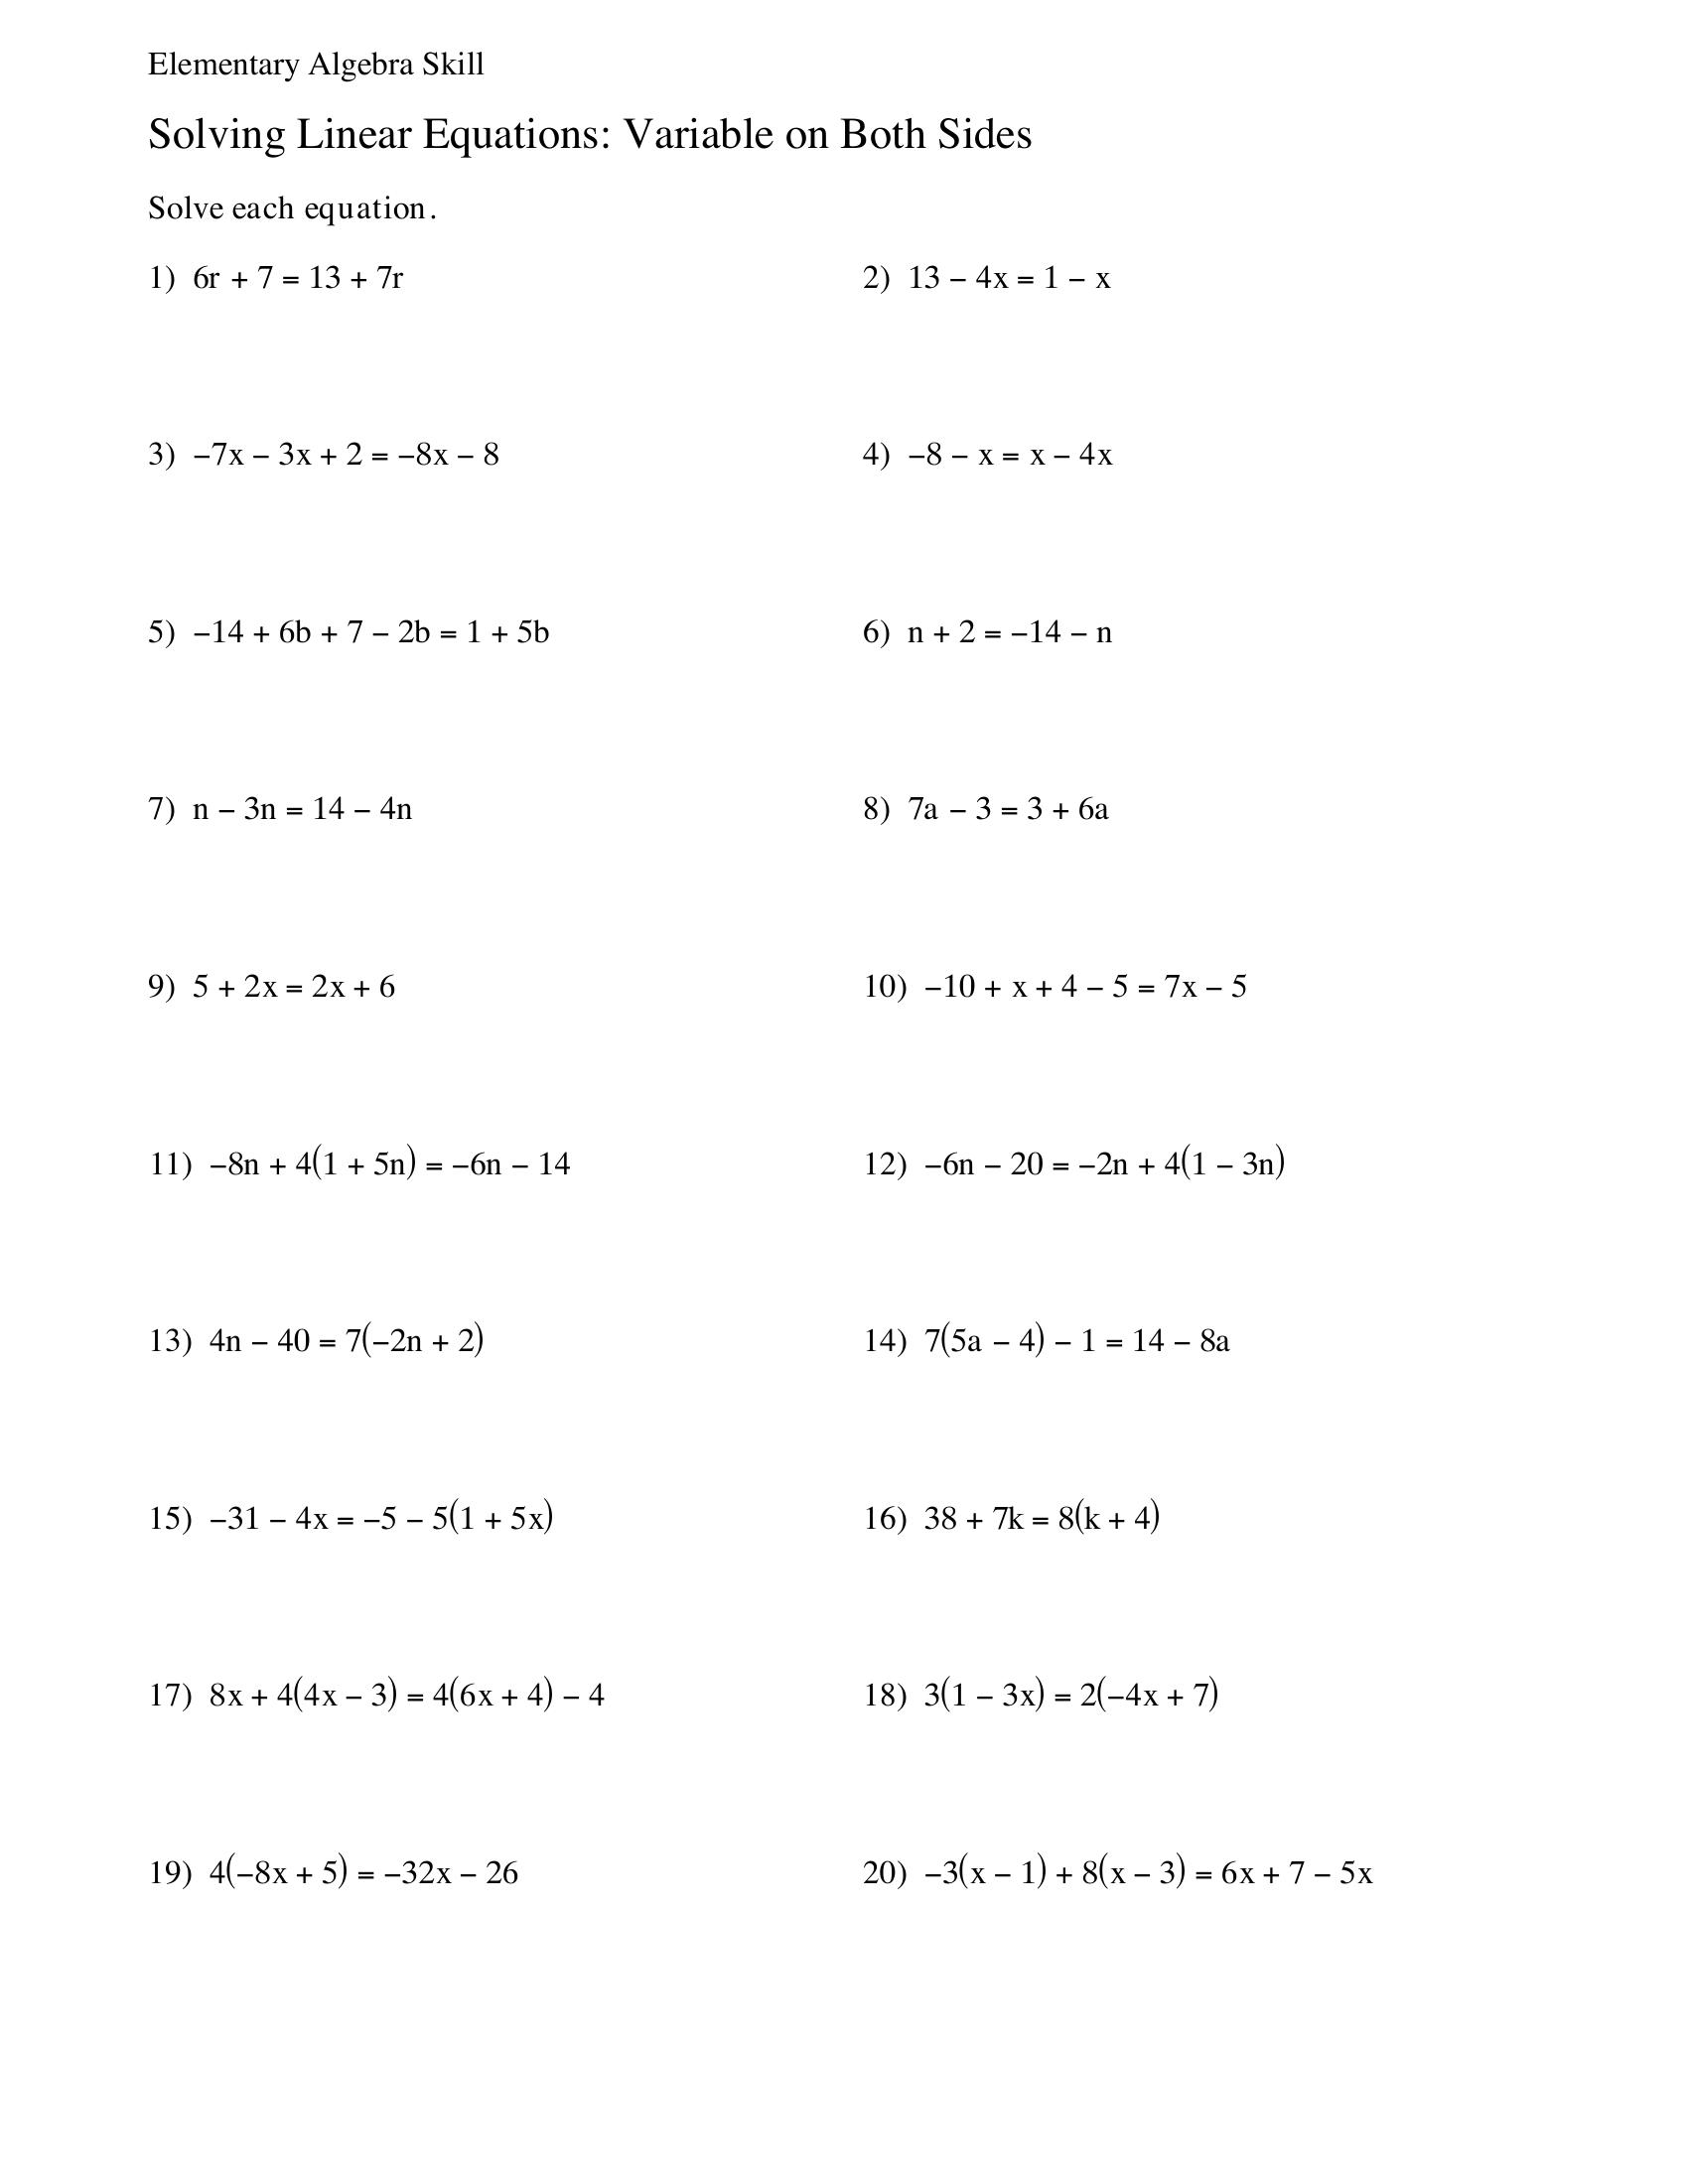 Elementary Algebra Skill
Solving Linear Equations: Variable on Both Sides
Solve each equation.
1) 6r + 7 = 13 + 7r
2) 13 − 4x = 1 − x
3) −7x − 3x + 2 = −8x − 8
4) −8 − x = x − 4x
5) −14 + 6b + 7 − 2b = 1 + 5b
6) n + 2 = −14 − n
7) n − 3n = 14 − 4n
8) 7a − 3 = 3 + 6a
9) 5 + 2x = 2x + 6
10) −10 + x + 4 − 5 = 7x − 5
11) −8n + 4(1 + 5n) = −6n − 14
12) −6n − 20 = −2n + 4(1 − 3n)
13) 4n − 40 = 7(−2n + 2)
14) 7(5a − 4) − 1 = 14 − 8a
15) −31 − 4x = −5 − 5(1 + 5x)
16) 38 + 7k = 8(k + 4)
17) 8x + 4(4x − 3) = 4(6x + 4) − 4
18) 3(1 − 3x) = 2(−4x + 7)
19) 4(−8x + 5) = −32x − 26
20) −3(x − 1) + 8(x − 3) = 6x + 7 − 5x